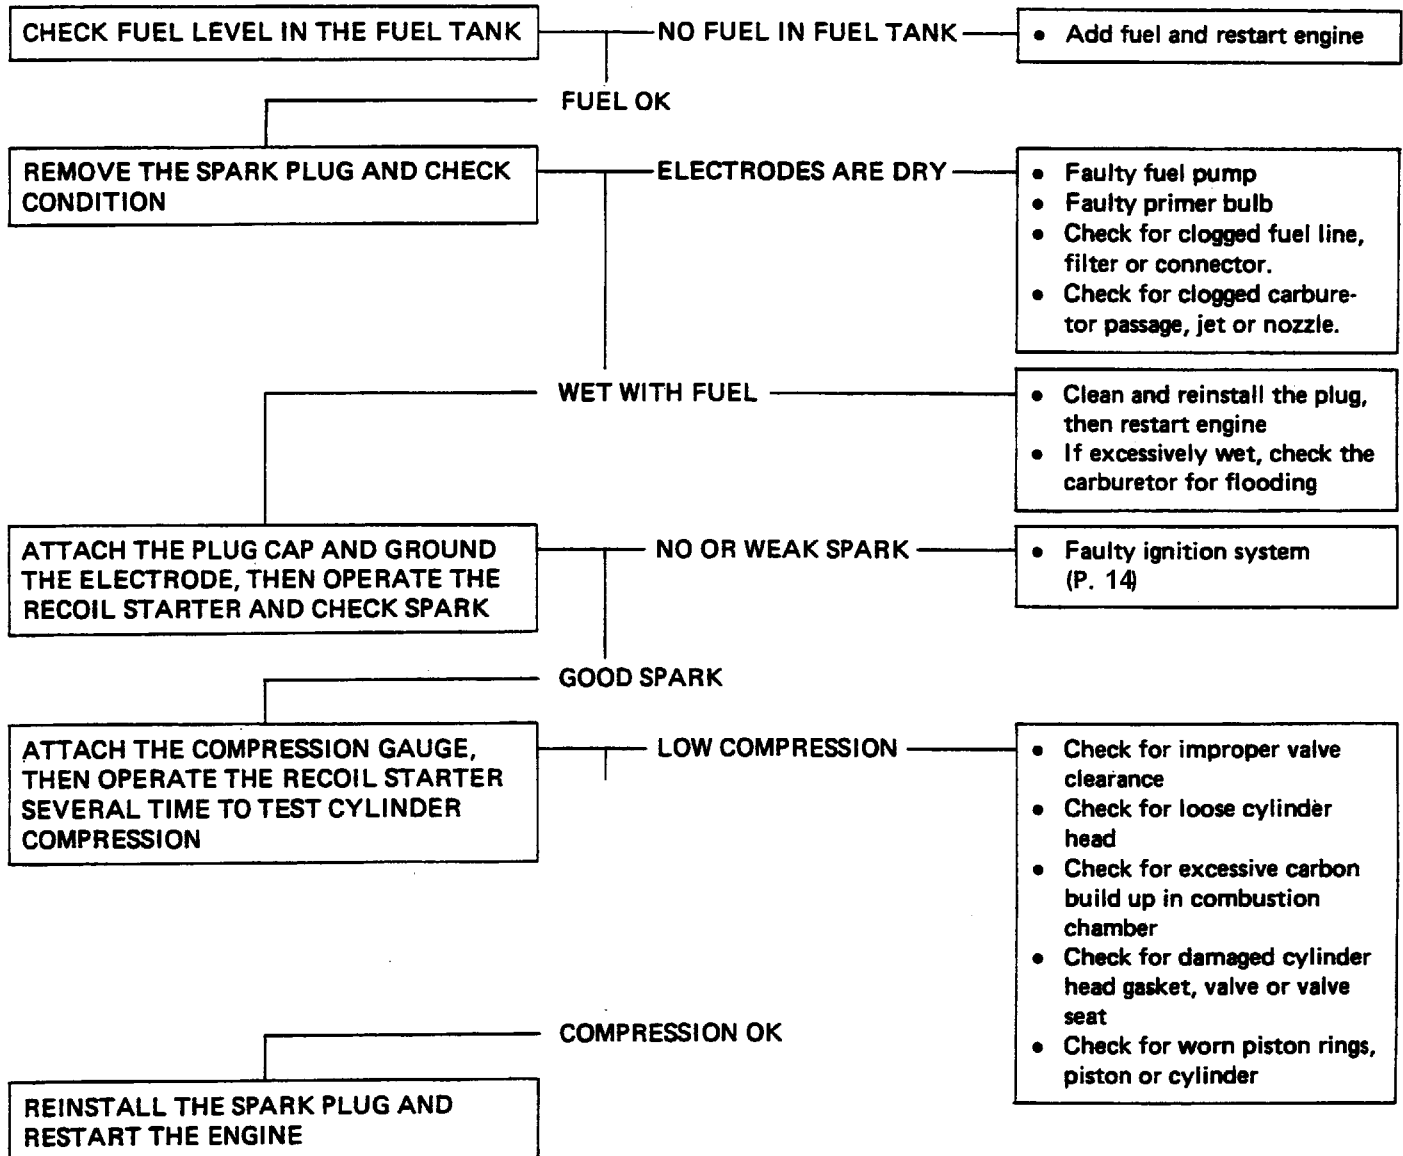 CHECK FUEL LEVEL IN THE FUEL TANK
NO FUEL IN FUEL TANK
• Add fuel and restart engine
FUEL OK
REMOVE THE SPARK PLUG AND CHECK
CONDITION
ELECTRODES ARE DRY
• Faulty fuel pump
• Faulty primer bulb
• Check for clogged fuel line,
filter or connector.
• Check for clogged carbure-
tor passage, jet or nozzle.
WET WITH FUEL
• Clean and reinstall the plug,
then restart engine
• If excessively wet, check the
carburetor for flooding
ATTACH THE PLUG CAP AND GROUND
THE ELECTRODE, THEN OPERATE THE
RECOIL STARTER AND CHECK SPARK
NO OR WEAK SPARK
• Faulty ignition system
(P. 14)
GOOD SPARK
ATTACH THE COMPRESSION GAUGE,
THEN OPERATE THE RECOIL STARTER
SEVERAL TIME TO TEST CYLINDER
COMPRESSION
LOW COMPRESSION
• Check for improper valve
clearance
• Check for loose cylinder
head
• Check for excessive carbon
build up in combustion
chamber
• Check for damaged cylinder
head gasket, valve or valve
seat
• Check for worn piston rings,
piston or cylinder
COMPRESSION OK
REINSTALL THE SPARK PLUG AND
RESTART THE ENGINE